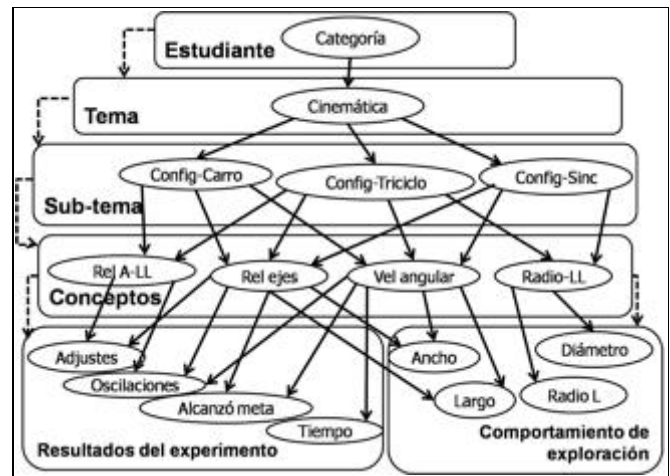 Categoría
Estudiante
Cinemática
Tema
Config-Carro
Config-Triciclo
Config-Sinc
Sub-tema
Rel A-LL
Rel ejes
Vel angular
Radio-LL
Conceptos
Adjustes
Ancho
Diámetro
Oscilaciones
Alcanzó meta
Largo
Radio L
Tiempo
Resultados del experimento
Comportamiento de
exploración